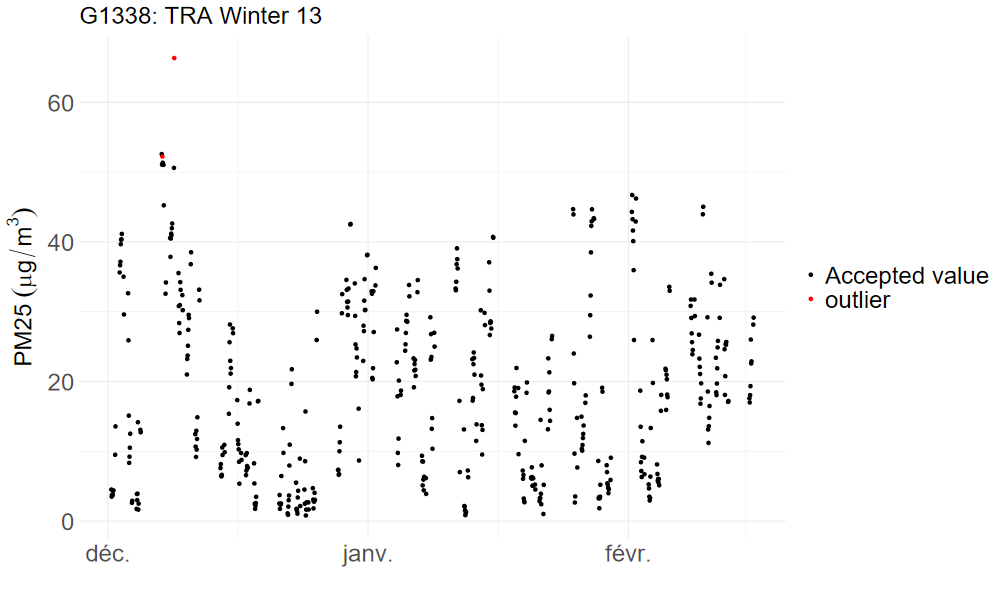 G1338: TRA Winter 13
PM25 (μg/m³)
60
40
20
0
déc.
janv.
févr.
Accepted value
outlier